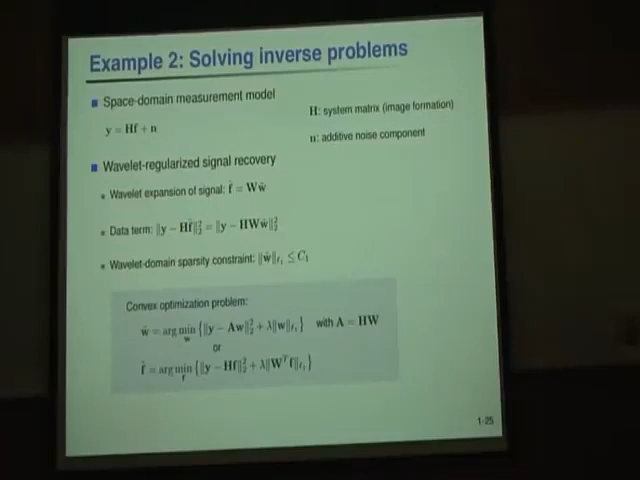 Example 2: Solving inverse problems
Space-domain measurement model
y = Hf + n
H: system matrix (image formation)
n: additive noise component
Wavelet-regularized signal recovery
Wavelet expansion of signal: f̃ = Ww̃
Data term: ‖y − Hf̃‖₂² = ‖y − HWw̃‖₂²
Wavelet-domain sparsity constraint: ‖w̃‖ℓ₁ ≤ C₁
Convex optimization problem:
w̃ = arg min_w {‖y − Aw‖₂² + λ‖w‖ℓ₁} with A = HW
or
f̃ = arg min_f {‖y − Hf‖₂² + λ‖Wᵀf‖ℓ₁}
1-25